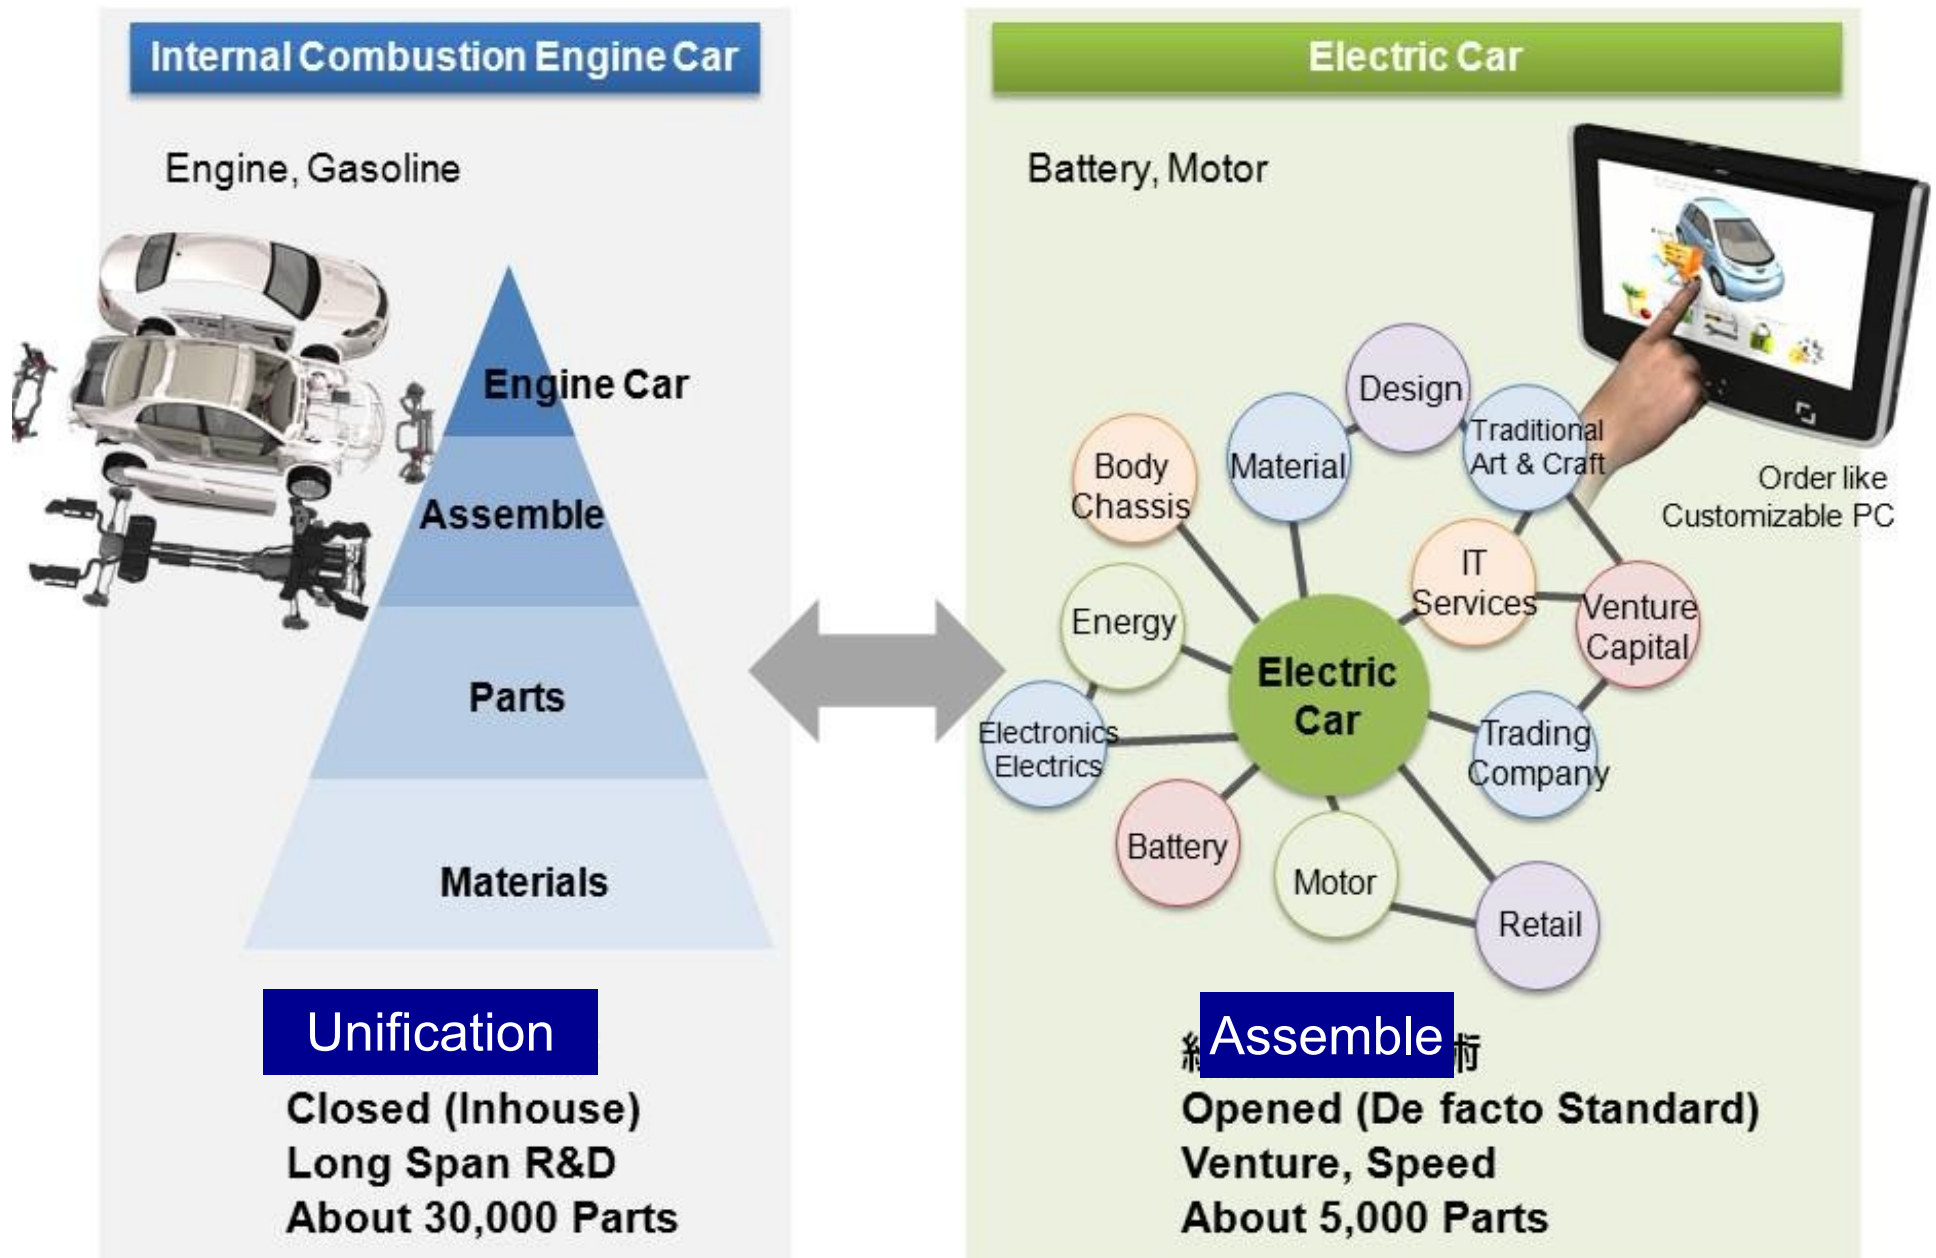 Internal Combustion Engine Car
Engine, Gasoline
Engine Car
Assemble
Parts
Materials
Unification
Closed (Inhouse)
Long Span R&D
About 30,000 Parts
Electric Car
Battery, Motor
Order like
Customizable PC
Design
Traditional
Art & Craft
Material
Body
Chassis
IT
Services
Venture
Capital
Energy
Electric
Car
Electronics
Electrics
Trading
Company
Battery
Motor
Retail
Assemble
術
Opened (De facto Standard)
Venture, Speed
About 5,000 Parts